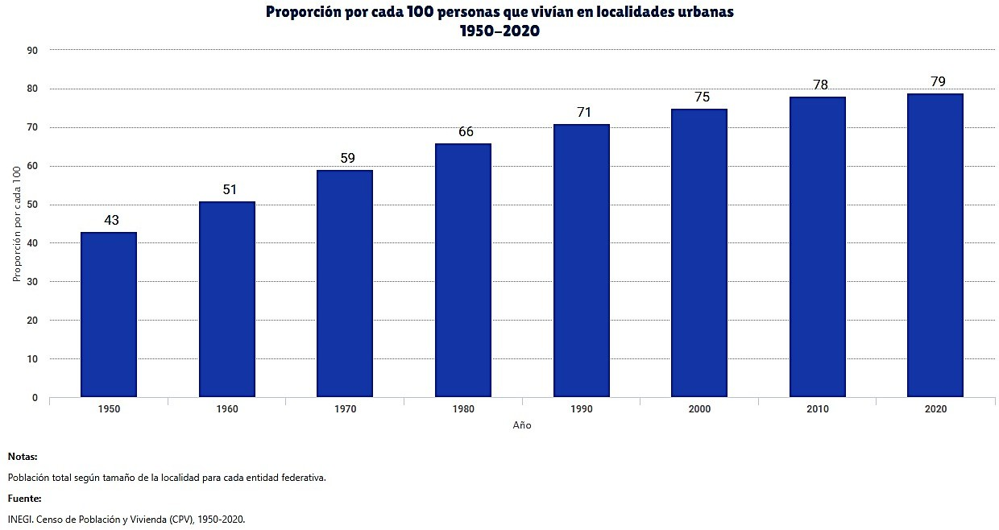 Proporción por cada 100 personas que vivían en localidades urbanas
1950–2020
Proporción por cada 100
90
80
70
60
50
40
30
20
10
0
43
51
59
66
71
75
78
79
1950 1960 1970 1980 1990 2000 2010 2020
Año
Notas:
Población total según tamaño de la localidad para cada entidad federativa.
Fuente:
INEGI. Censo de Población y Vivienda (CPV), 1950-2020.